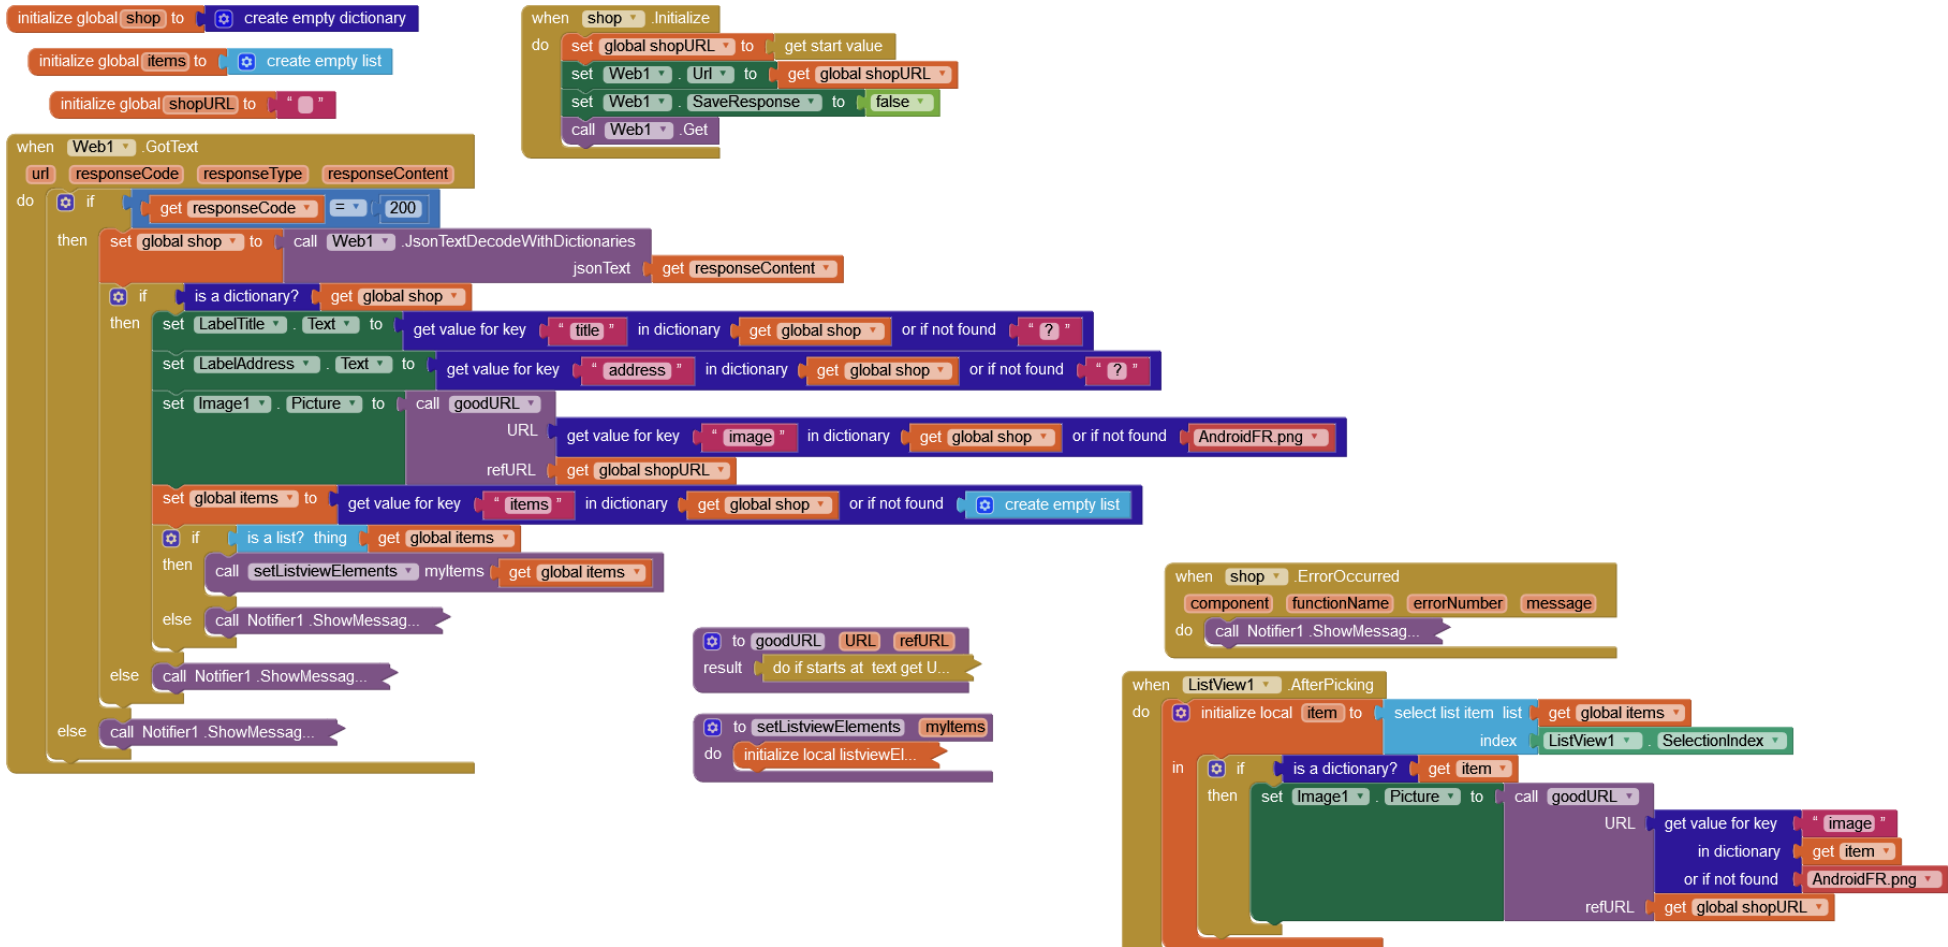 initialize global shop to create empty dictionary
initialize global items to create empty list
initialize global shopURL to “ ”
when shop .Initialize
do set global shopURL to get start value
set Web1 . Url to get global shopURL
set Web1 . SaveResponse to false
call Web1 .Get
when Web1 .GotText
url responseCode responseType responseContent
do if get responseCode = 200
then set global shop to call Web1 .JsonTextDecodeWithDictionaries
jsonText get responseContent
if is a dictionary? get global shop
then set LabelTitle . Text to get value for key “ title ” in dictionary get global shop or if not found “ ? ”
set LabelAddress . Text to get value for key “ address ” in dictionary get global shop or if not found “ ? ”
set Image1 . Picture to call goodURL
URL get value for key “ image ” in dictionary get global shop or if not found AndroidFR.png
refURL get global shopURL
set global items to get value for key “ items ” in dictionary get global shop or if not found create empty list
if is a list? thing get global items
then call setListviewElements myItems get global items
else call Notifier1 .ShowMessag...
else call Notifier1 .ShowMessag...
else call Notifier1 .ShowMessag...
to goodURL URL refURL
result do if starts at text get U...
to setListviewElements myItems
do initialize local listviewEl...
when shop .ErrorOccurred
component functionName errorNumber message
do call Notifier1 .ShowMessag...
when ListView1 .AfterPicking
do initialize local item to select list item list get global items
index ListView1 . SelectionIndex
in if is a dictionary? get item
then set Image1 . Picture to call goodURL
URL get value for key “ image ”
in dictionary get item
or if not found AndroidFR.png
refURL get global shopURL